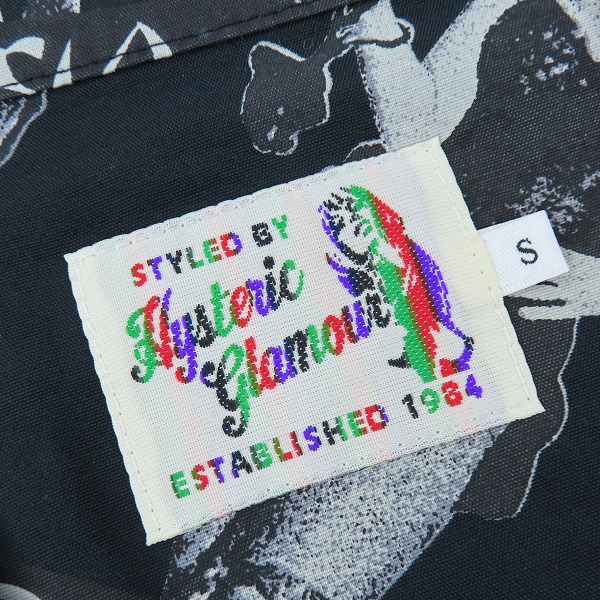 STYLED BY
Hysteric
Glamour
ESTABLISHED 1984
S